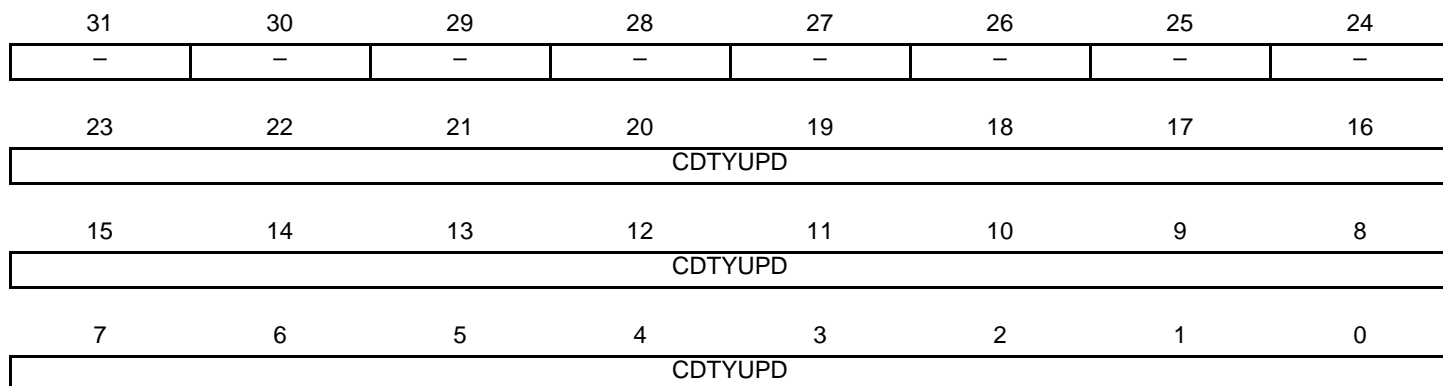 31 30 29 28 27 26 25 24
– – – – – – – –
23 22 21 20 19 18 17 16
CDTYUPD
15 14 13 12 11 10 9 8
CDTYUPD
7 6 5 4 3 2 1 0
CDTYUPD